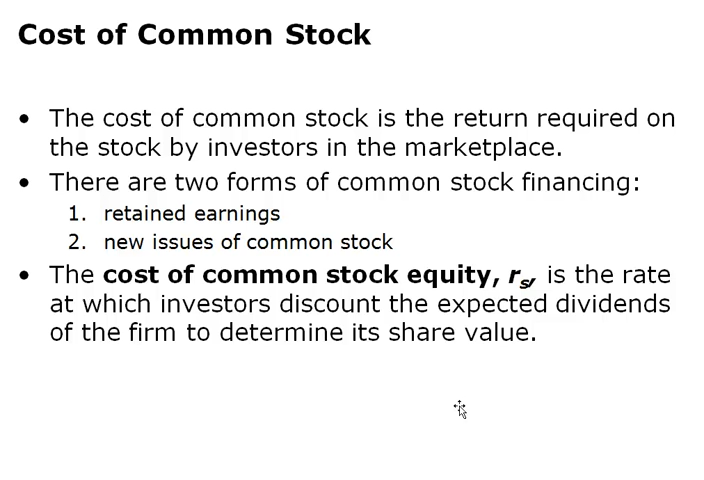 Cost of Common Stock
• The cost of common stock is the return required on
the stock by investors in the marketplace.
• There are two forms of common stock financing:
1. retained earnings
2. new issues of common stock
• The cost of common stock equity, rs, is the rate
at which investors discount the expected dividends
of the firm to determine its share value.